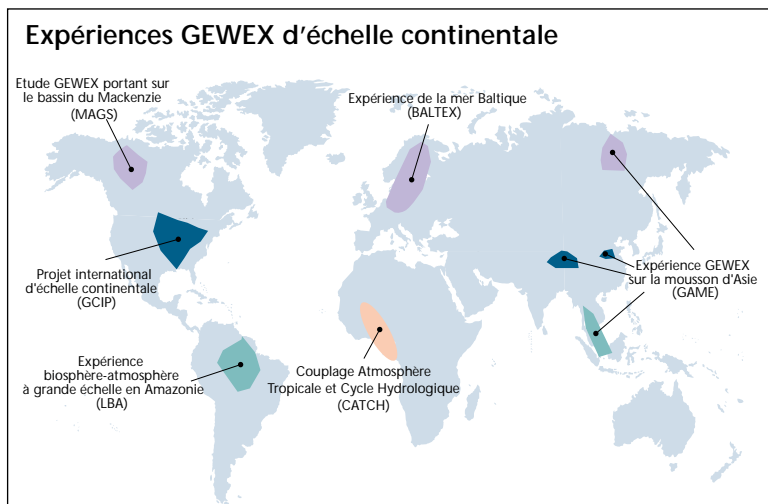 Expériences GEWEX d'échelle continentale
Etude GEWEX portant sur
le bassin du Mackenzie
(MAGS)
Expérience de la mer Baltique
(BALTEX)
Projet international
d'échelle continentale
(GCIP)
Expérience GEWEX
sur la mousson d'Asie
(GAME)
Expérience
biosphère-atmosphère
à grande échelle en Amazonie
(LBA)
Couplage Atmosphère
Tropicale et Cycle Hydrologique
(CATCH)